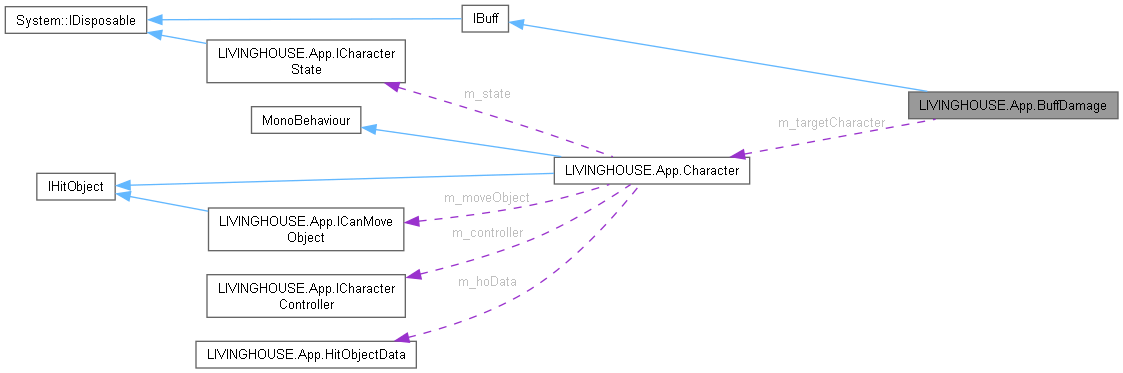 System::IDisposable
IBuff
LIVINGHOUSE.App.ICharacter
State
m_state
LIVINGHOUSE.App.BuffDamage
MonoBehaviour
m_targetCharacter
LIVINGHOUSE.App.Character
IHitObject
m_moveObject
LIVINGHOUSE.App.ICanMove
Object
m_controller
LIVINGHOUSE.App.ICharacter
Controller
m_hoData
LIVINGHOUSE.App.HitObjectData